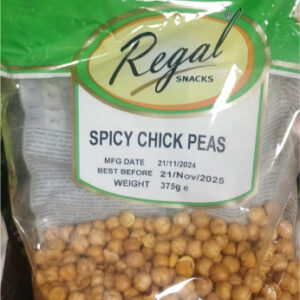 Regal
SNACKS
SPICY CHICK PEAS
MFG DATE 21/11/2024
BEST BEFORE 21/Nov/2025
WEIGHT 375g e